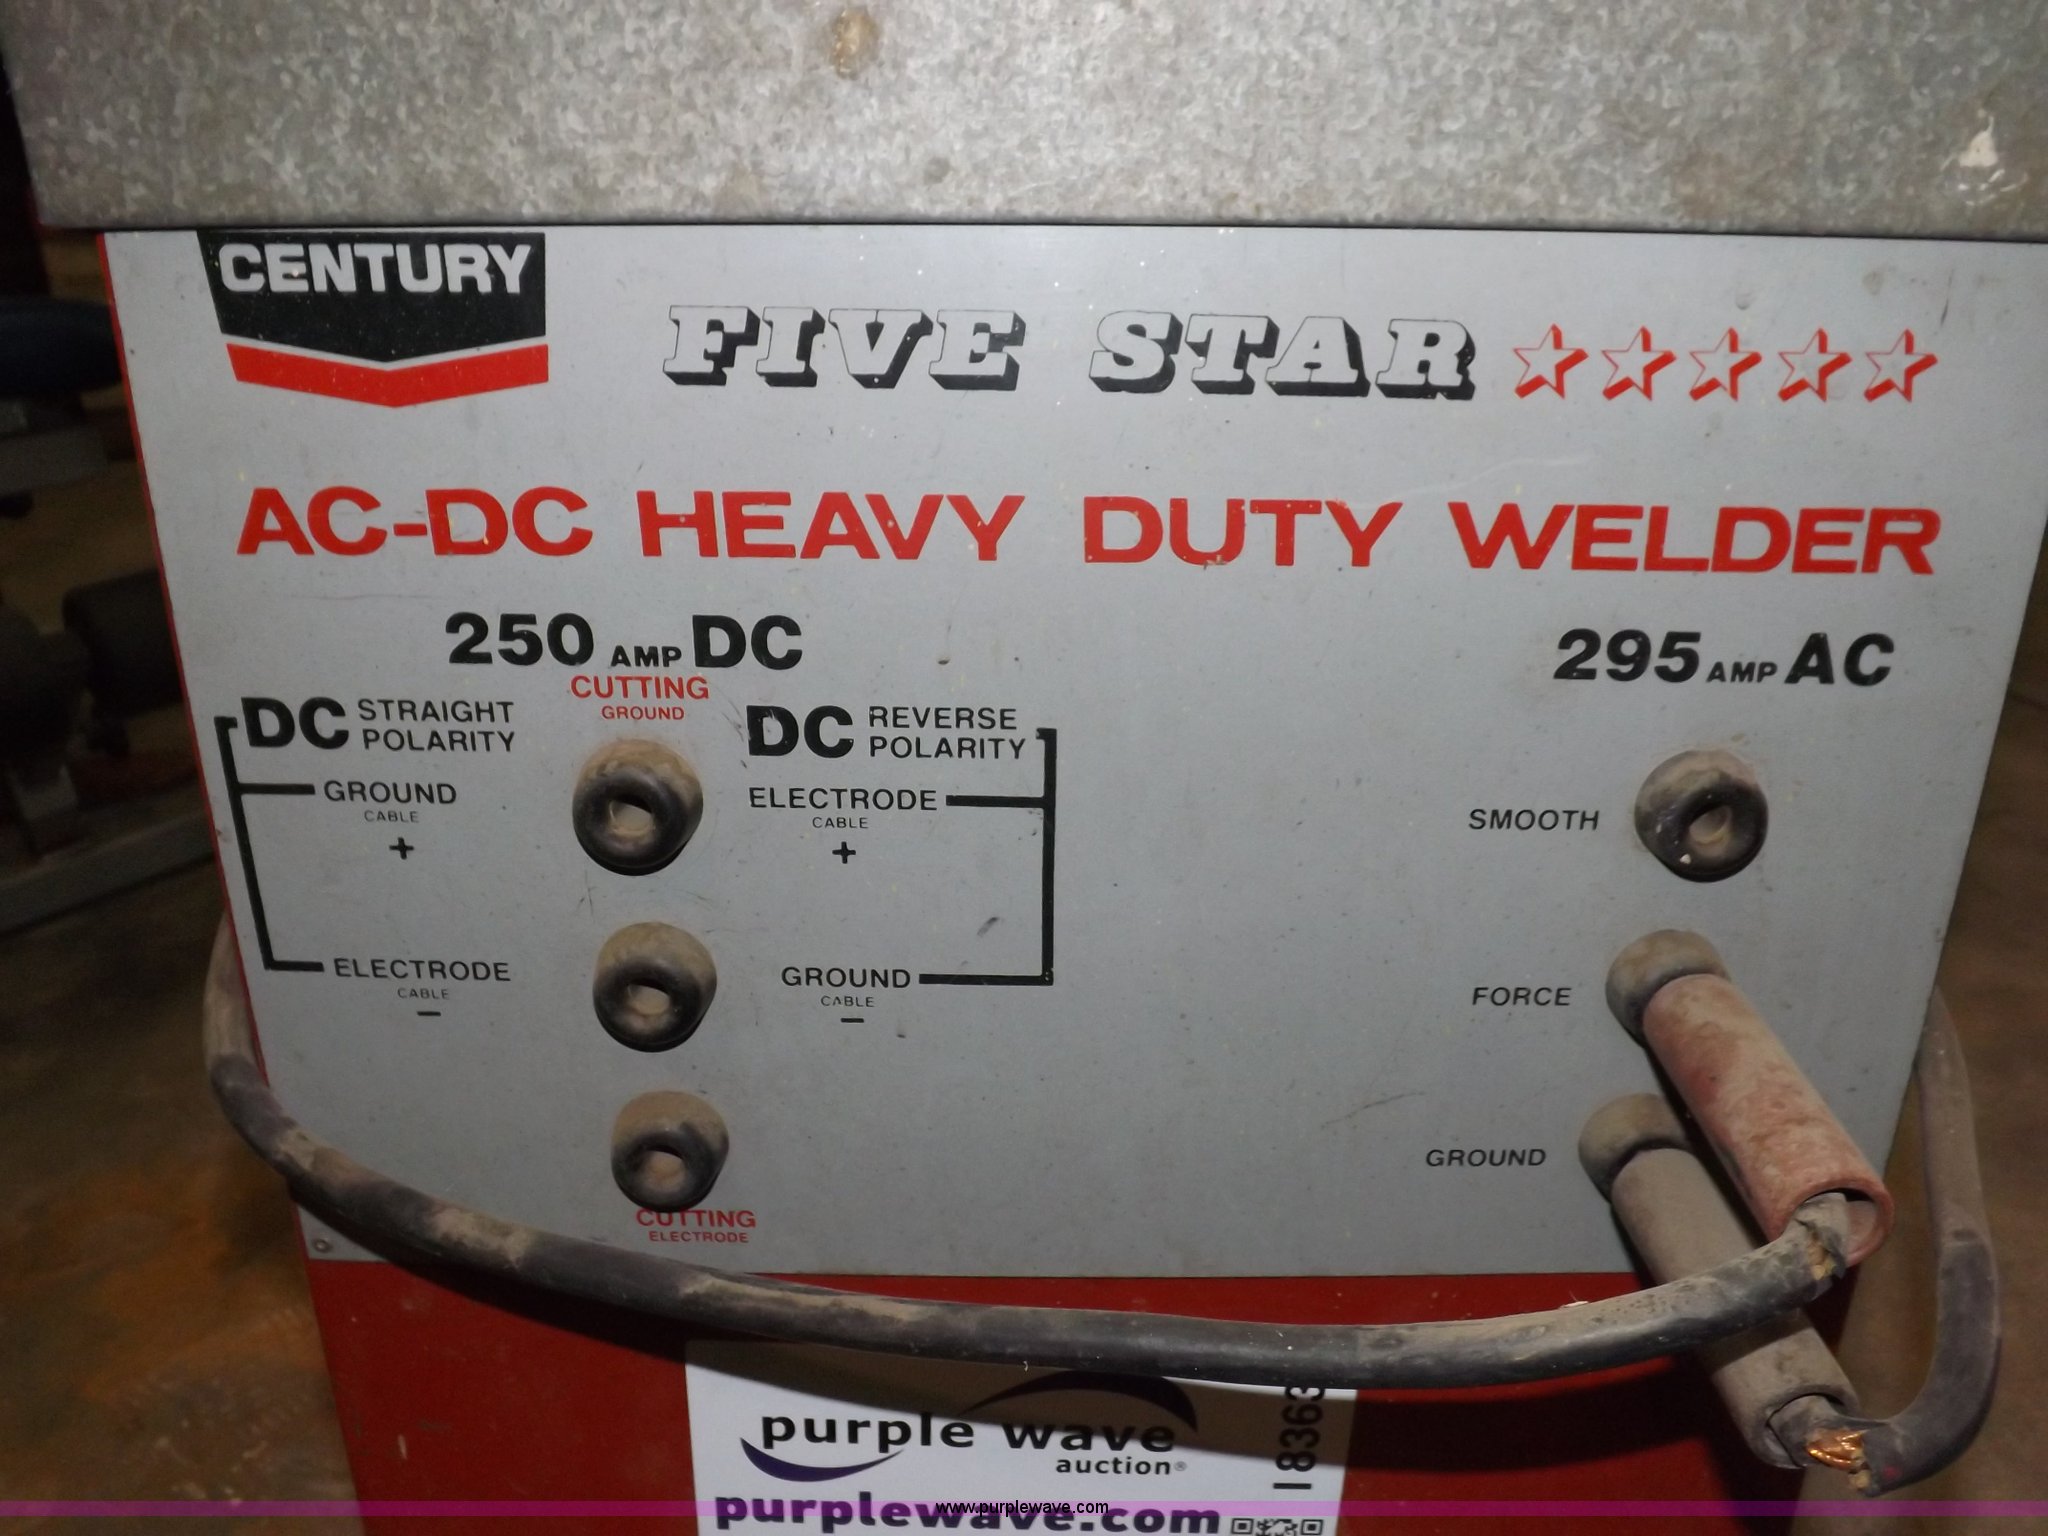 CENTURY
FIVE STAR
AC-DC HEAVY DUTY WELDER
250 AMP DC
295 AMP AC
CUTTING
GROUND
DC STRAIGHT
POLARITY
GROUND
CABLE
+
ELECTRODE
CABLE
-
DC REVERSE
POLARITY
ELECTRODE
CABLE
+
GROUND
CABLE
-
CUTTING
ELECTRODE
SMOOTH
FORCE
GROUND
purple wave
auction®
I8363
purplewave.com
www.purplewave.com